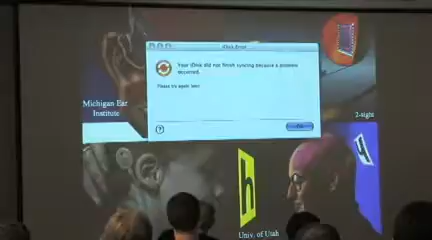 iDisk Error
Your iDisk did not finish syncing because a problem
occurred.
Please try again later.
?
OK
Michigan Ear
Institute
2-sight
h
Univ. of Utah